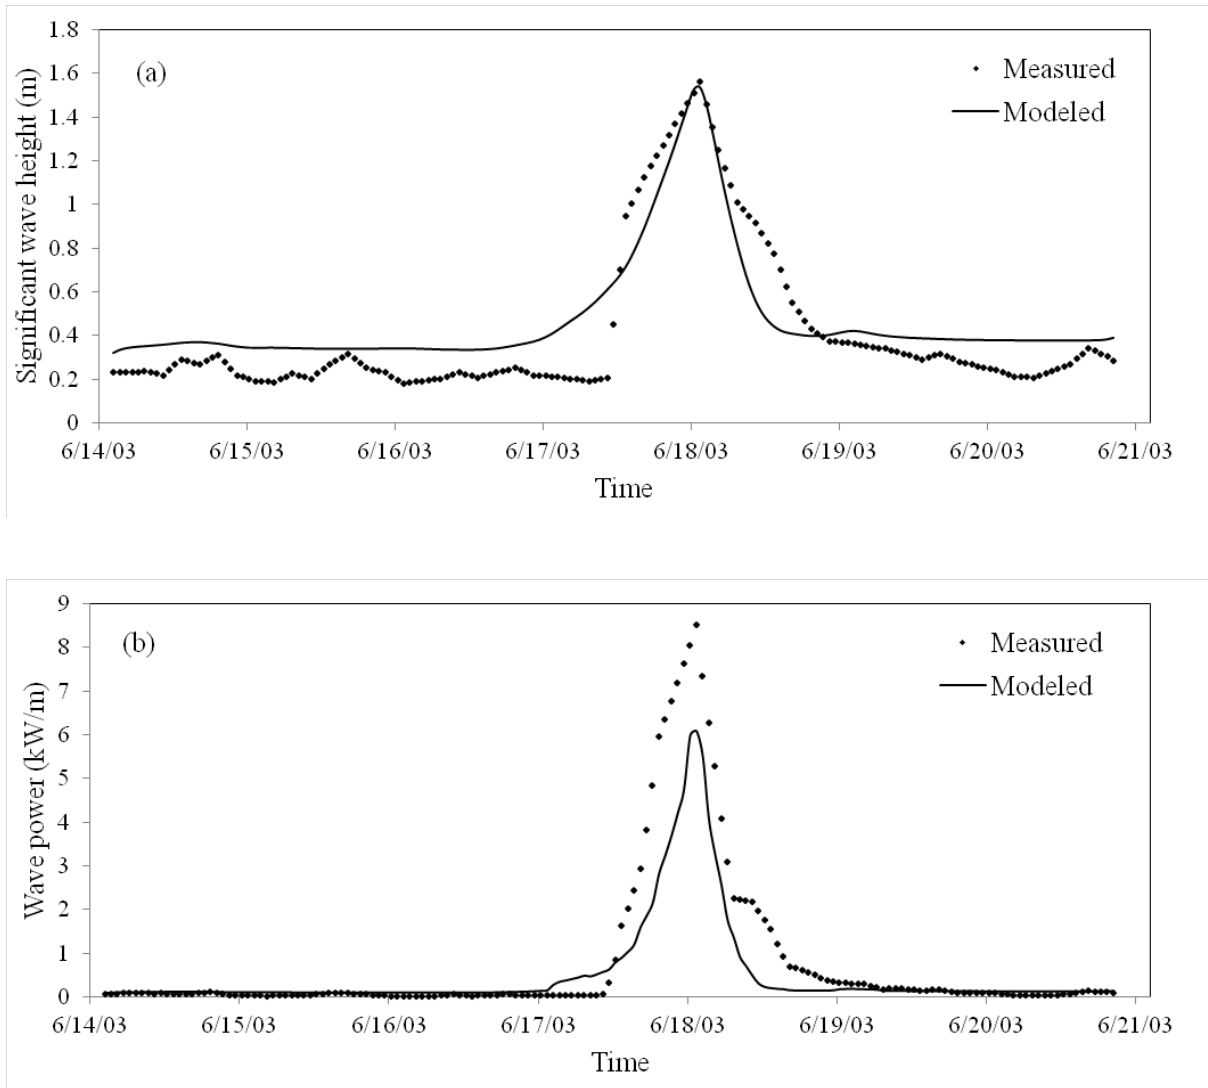 1.8
(a)
Measured
Modeled
1.6
1.4
1.2
1
0.8
0.6
0.4
0.2
0
Significant wave height (m)
6/14/03 6/15/03 6/16/03 6/17/03 6/18/03 6/19/03 6/20/03 6/21/03
Time
9
(b)
Measured
Modeled
8
7
6
5
4
3
2
1
0
Wave power (kW/m)
6/14/03 6/15/03 6/16/03 6/17/03 6/18/03 6/19/03 6/20/03 6/21/03
Time